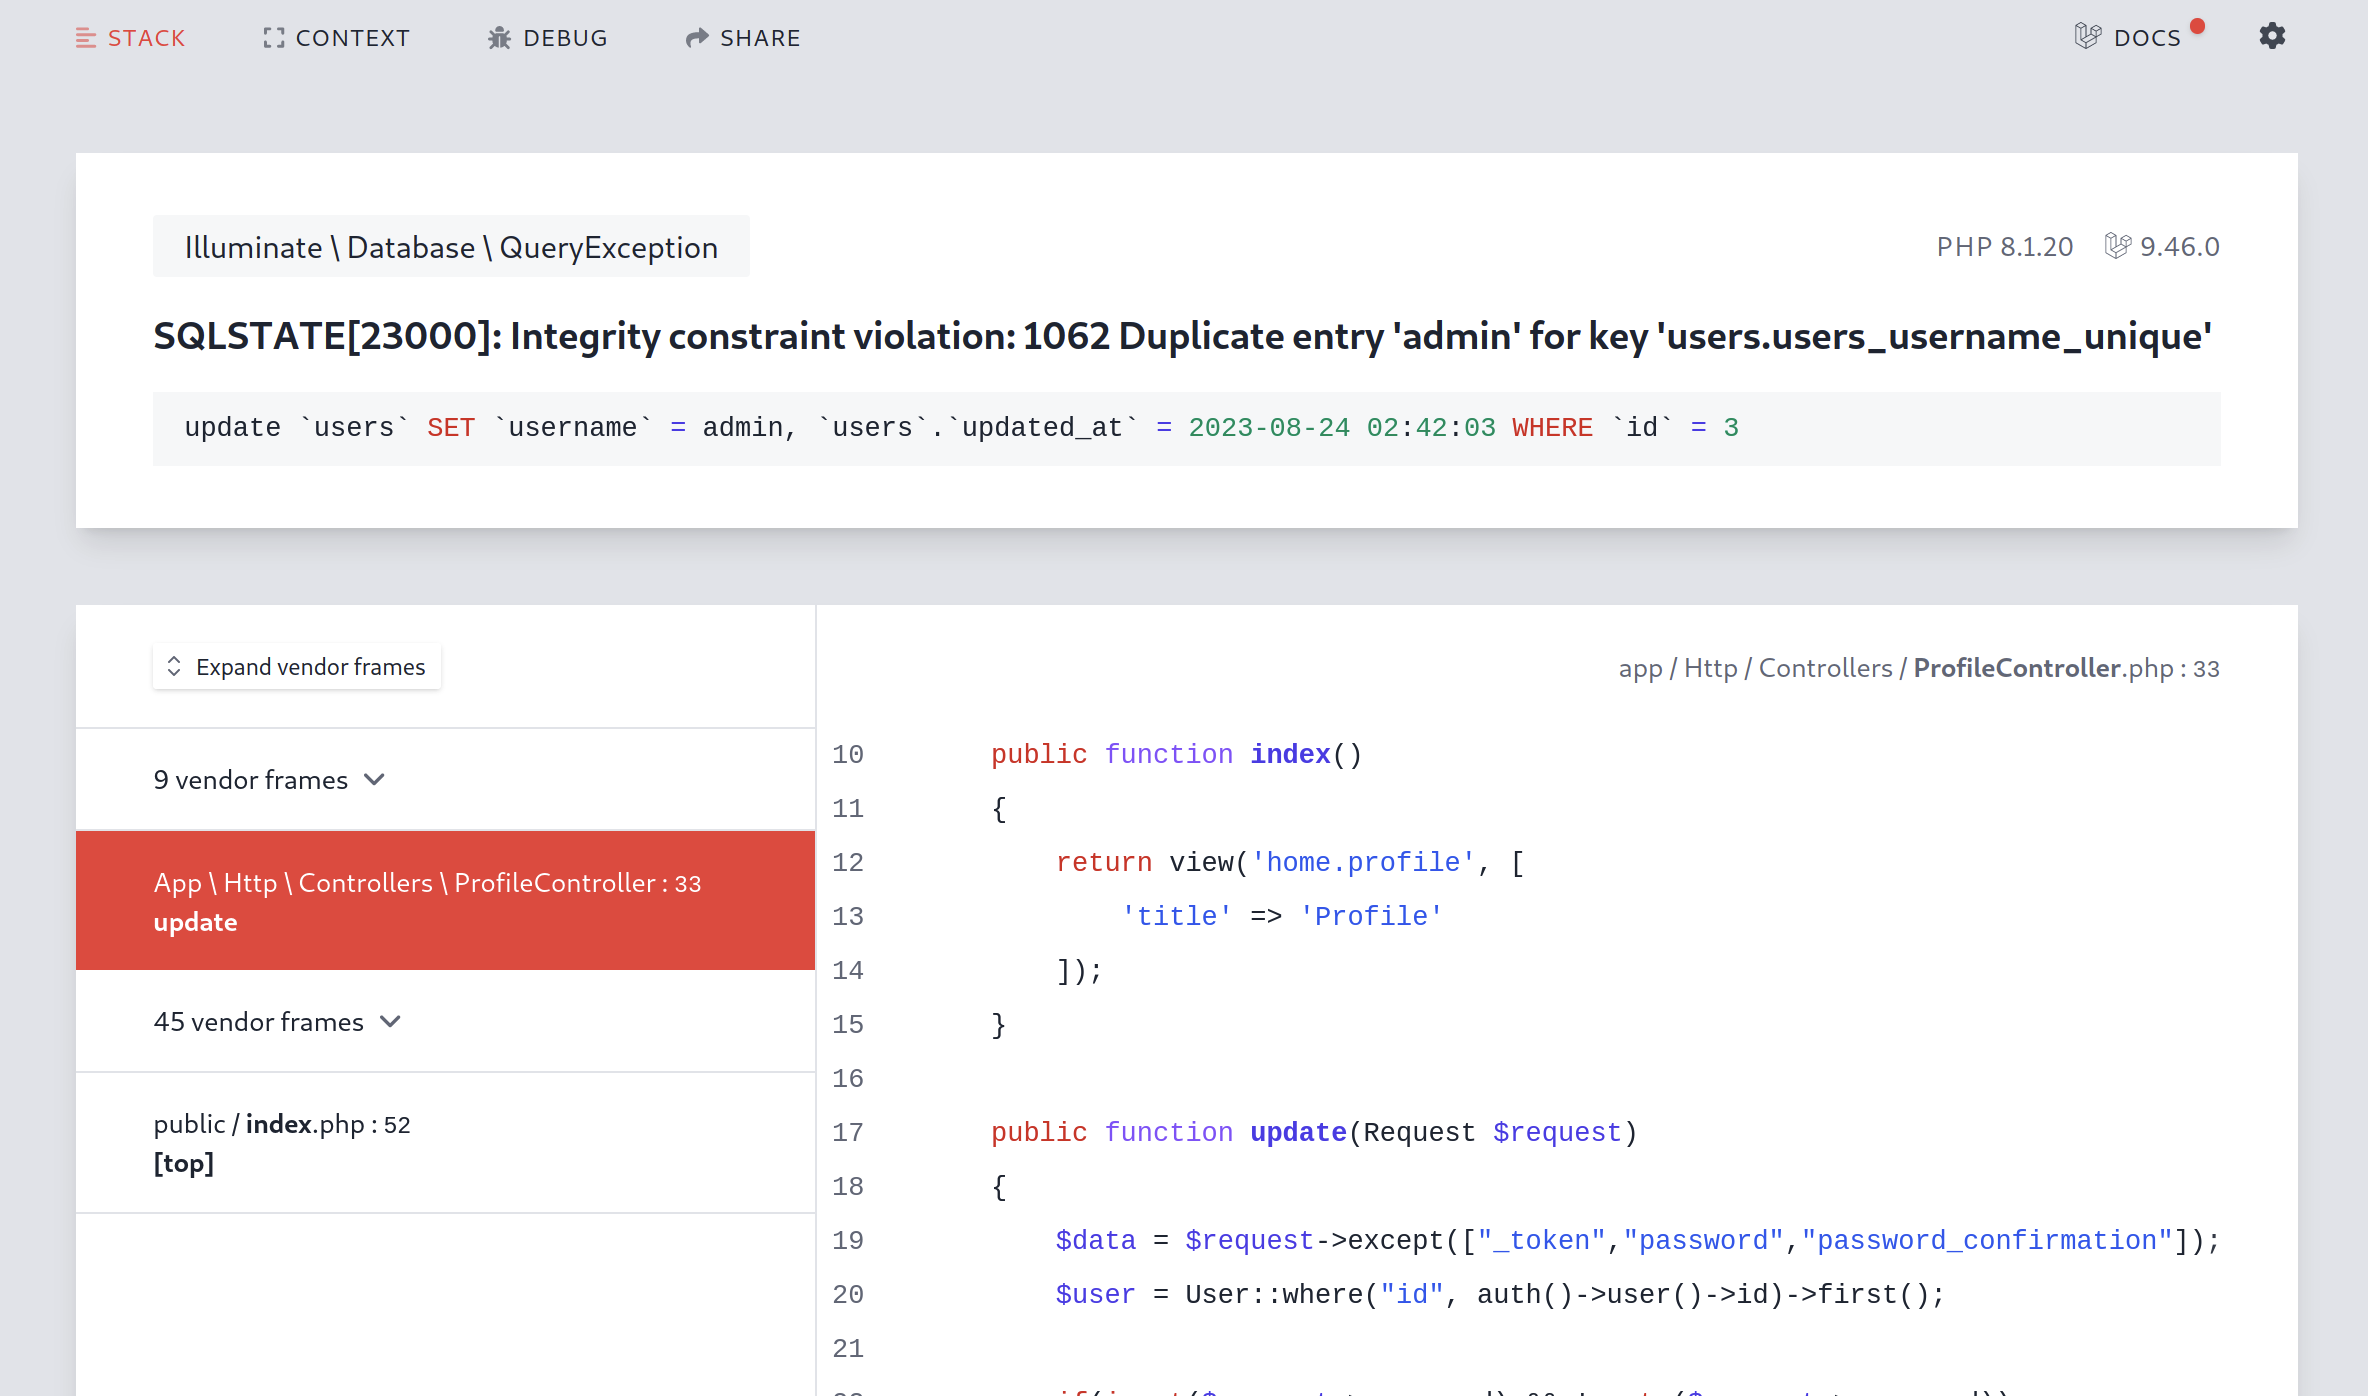 STACK CONTEXT DEBUG SHARE DOCS
Illuminate \ Database \ QueryException
PHP 8.1.20 9.46.0
SQLSTATE[23000]: Integrity constraint violation: 1062 Duplicate entry 'admin' for key 'users.users_username_unique'
update `users` SET `username` = admin, `users`.`updated_at` = 2023-08-24 02:42:03 WHERE `id` = 3
Expand vendor frames
9 vendor frames
App \ Http \ Controllers \ ProfileController : 33
update
45 vendor frames
public / index.php : 52
[top]
app / Http / Controllers / ProfileController.php : 33
10 public function index()
11 {
12 return view('home.profile', [
13 'title' => 'Profile'
14 ]);
15 }
16
17 public function update(Request $request)
18 {
19 $data = $request->except(["_token","password","password_confirmation"]);
20 $user = User::where("id", auth()->user()->id)->first();
21